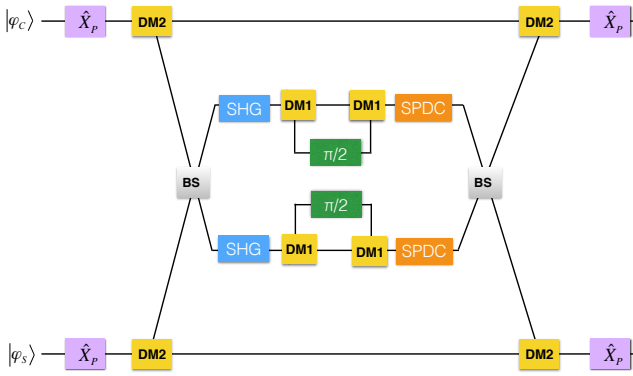 |φ_C⟩ X̂_P DM2 DM2 X̂_P
SHG DM1 DM1 SPDC
π/2
BS BS
π/2
SHG DM1 DM1 SPDC
|φ_S⟩ X̂_P DM2 DM2 X̂_P